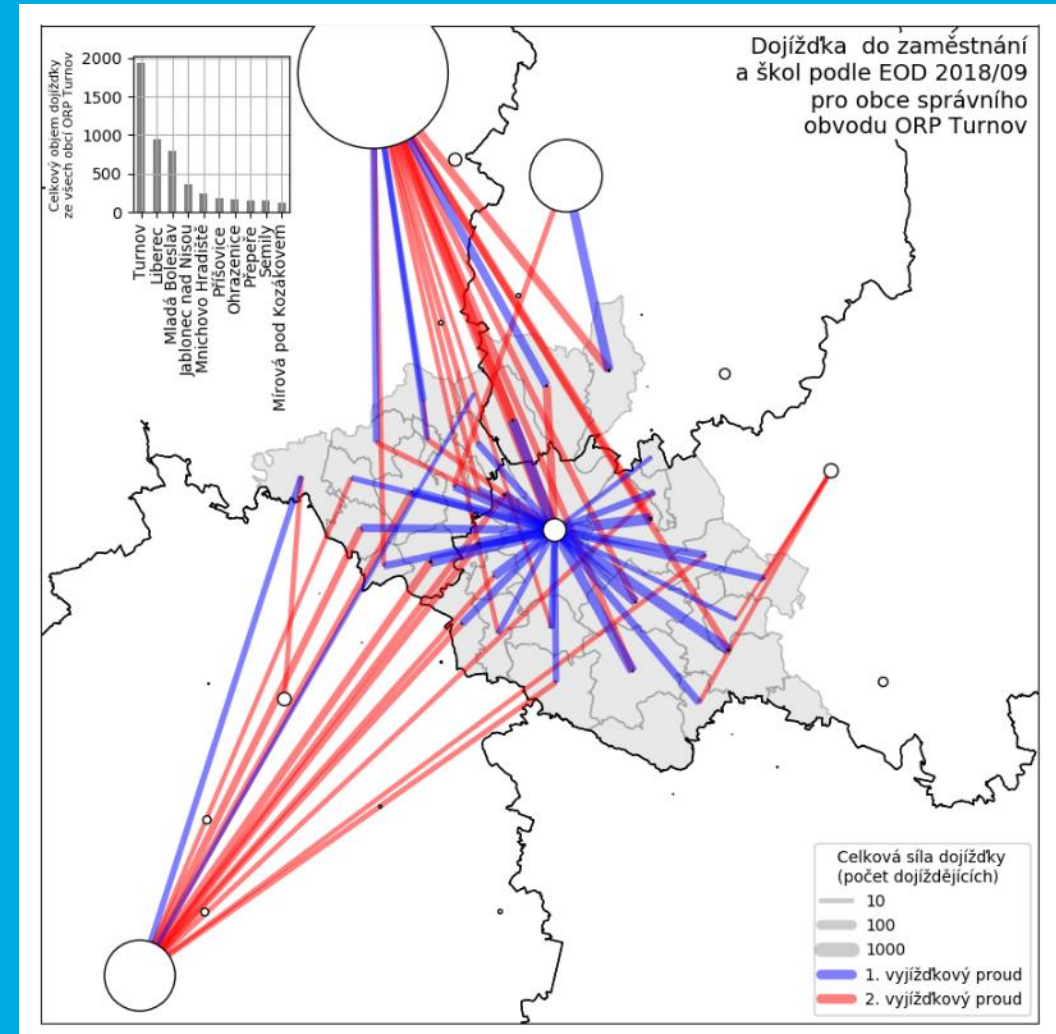 Dojížďka do zaměstnání
a škol podle EOD 2018/09
pro obce správního
obvodu ORP Turnov
Celkový objem dojížďky
ze všech obcí ORP Turnov
2000
1500
1000
500
0
Turnov
Liberec
Mladá Boleslav
Jablonec nad Nisou
Mnichovo Hradiště
Příšovice
Ohrazenice
Přepeře
Semily
Mírová pod Kozákovem
Celková síla dojížďky
(počet dojíždějících)
10
100
1000
1. vyjížďkový proud
2. vyjížďkový proud